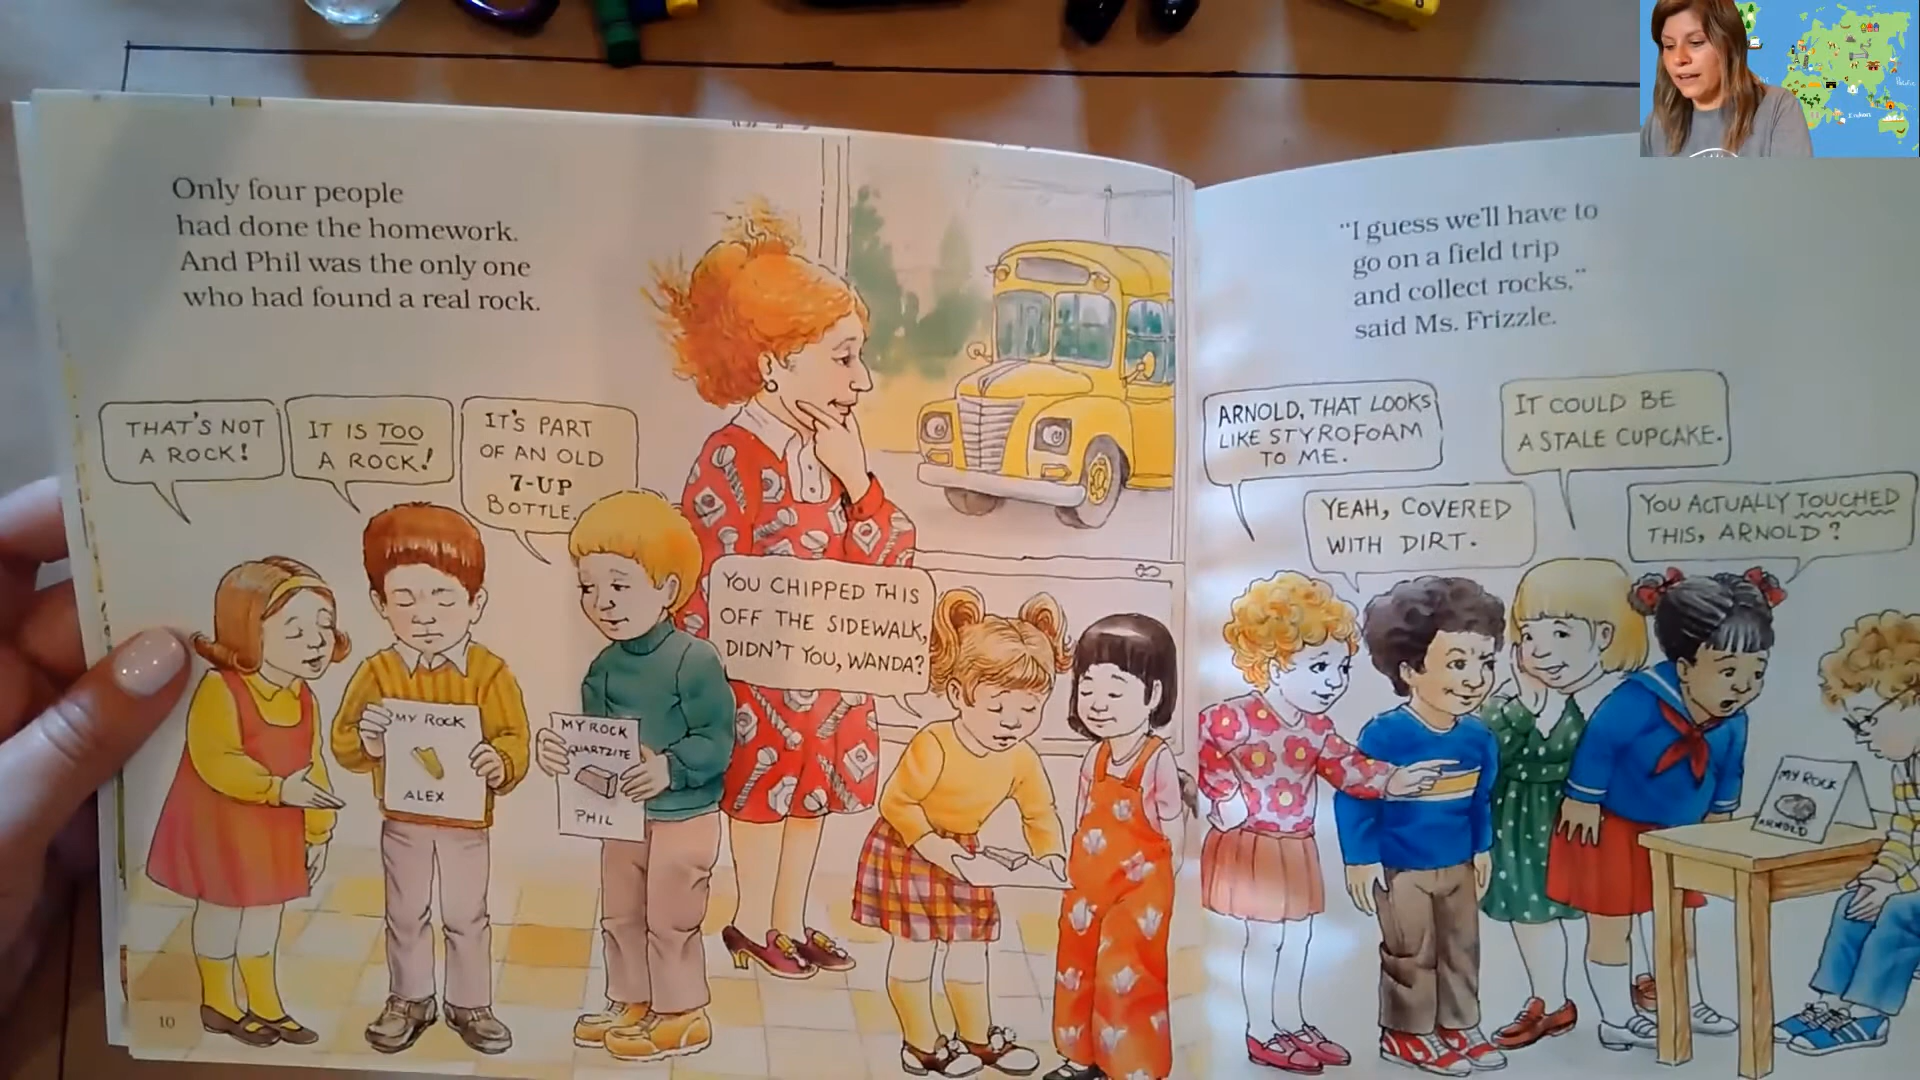 Only four people
had done the homework.
And Phil was the only one
who had found a real rock.
THAT'S NOT
A ROCK!
IT IS TOO
A ROCK!
IT'S PART
OF AN OLD
7-UP
BOTTLE.
MY ROCK
ALEX
MY ROCK
QUARTZITE
PHIL
YOU CHIPPED THIS
OFF THE SIDEWALK,
DIDN'T YOU, WANDA?
10
"I guess we'll have to
go on a field trip
and collect rocks,"
said Ms. Frizzle.
ARNOLD, THAT LOOKS
LIKE STYROFOAM
TO ME.
YEAH, COVERED
WITH DIRT.
IT COULD BE
A STALE CUPCAKE.
YOU ACTUALLY TOUCHED
THIS, ARNOLD?
MY ROCK
ARNOLD